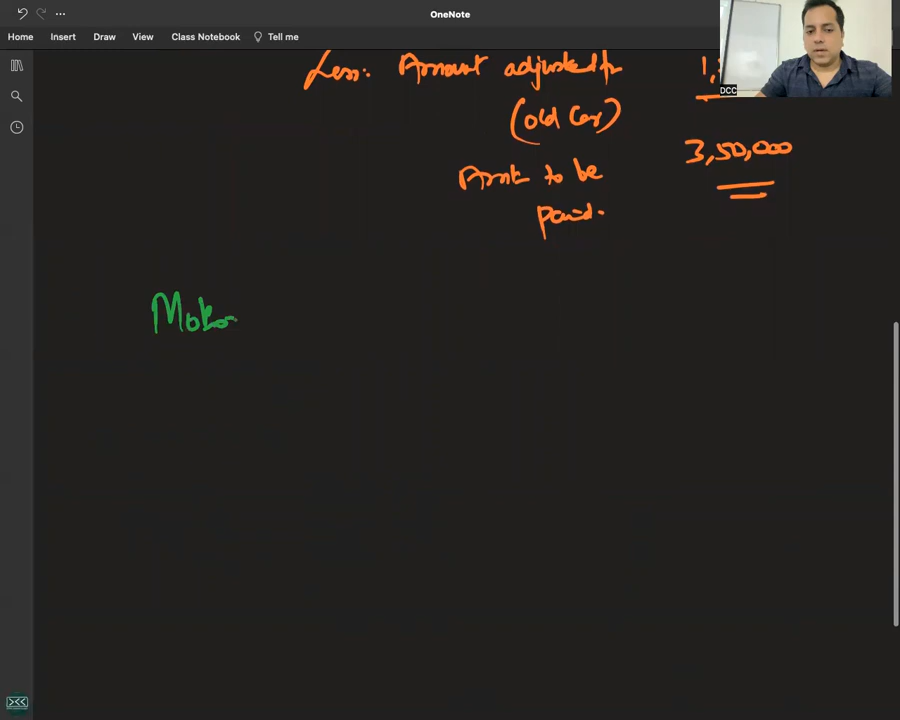 OneNote
Home Insert Draw View Class Notebook Tell me
Less: Amount adjusted for 1,
(old Car)
3,50,000
Amt to be
paid.
Motor
DCC